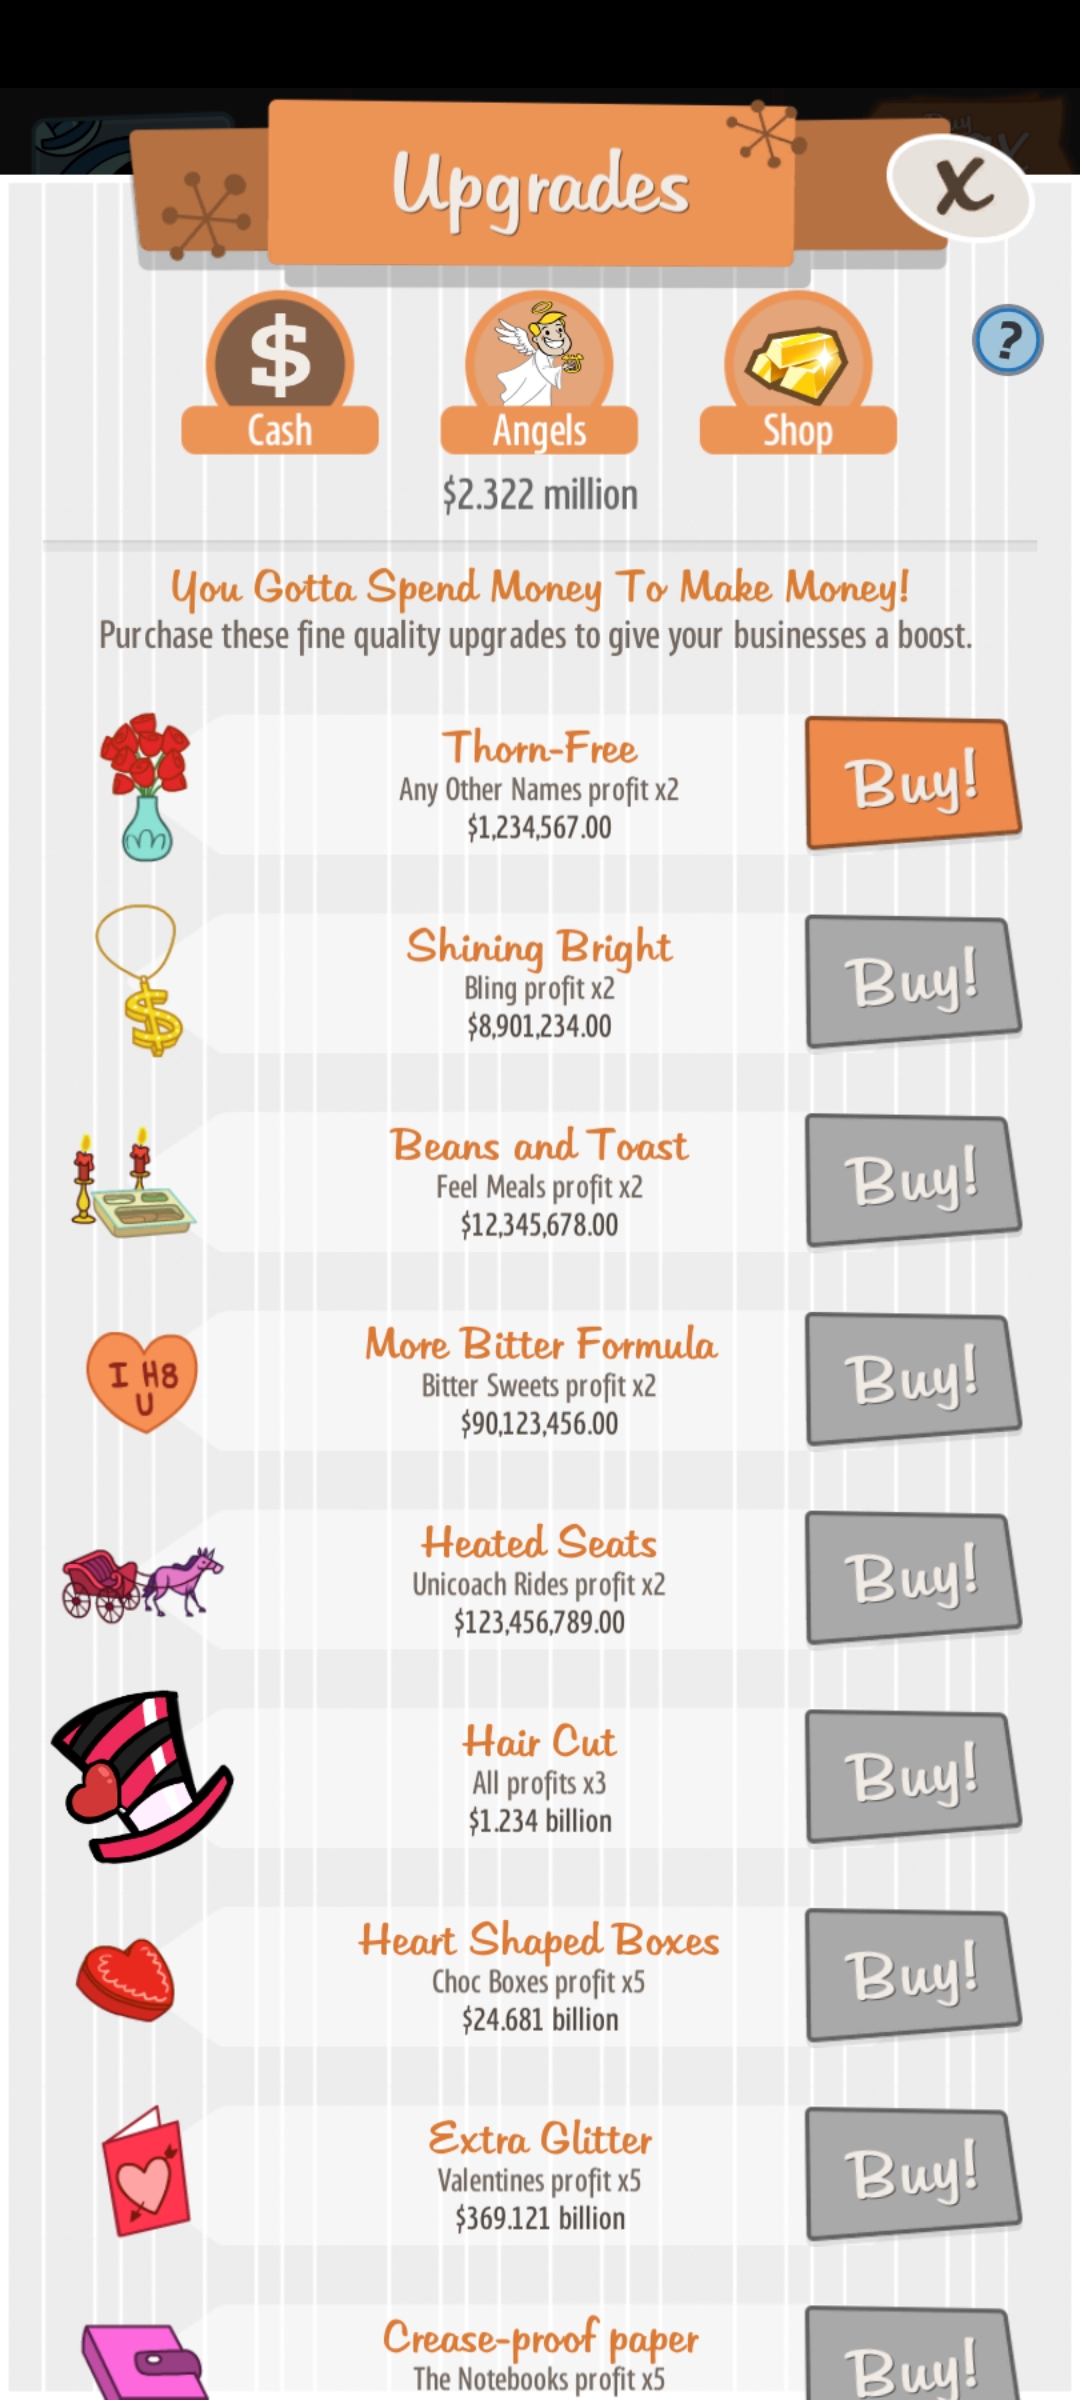 Upgrades
X
?
$
Cash
Angels
Shop
$2.322 million
You Gotta Spend Money To Make Money!
Purchase these fine quality upgrades to give your businesses a boost.
Thorn-Free
Any Other Names profit x2
$1,234,567.00
Buy!
Shining Bright
Bling profit x2
$8,901,234.00
Buy!
Beans and Toast
Feel Meals profit x2
$12,345,678.00
Buy!
I H8
U
More Bitter Formula
Bitter Sweets profit x2
$90,123,456.00
Buy!
Heated Seats
Unicoach Rides profit x2
$123,456,789.00
Buy!
Hair Cut
All profits x3
$1.234 billion
Buy!
Heart Shaped Boxes
Choc Boxes profit x5
$24.681 billion
Buy!
Extra Glitter
Valentines profit x5
$369.121 billion
Buy!
Crease-proof paper
The Notebooks profit x5
Buy!